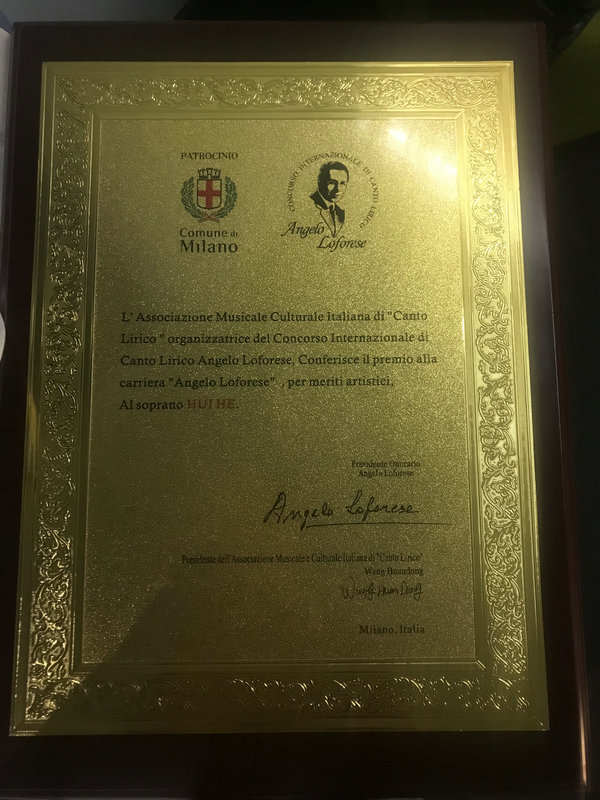 PATROCINIO
Comune di
Milano
CONCORSO INTERNAZIONALE DI CANTO LIRICO
Angelo
Loforese
L' Associazione Musicale Culturale Italiana di "Canto
Lirico " organizzatrice del Concorso Internazionale di
Canto Lirico Angelo Loforese, Conferisce il premio alla
carriera "Angelo Loforese" , per meriti artistici,
Al soprano HUI HE.
Presidente Onorario
Angelo Loforese
Angelo Loforese
Presidente dell'Associazione Musicale e Culturale Italiana di "Canto Lirico"
Wang Huandong
Wang Huan Dong
Milano, Italia